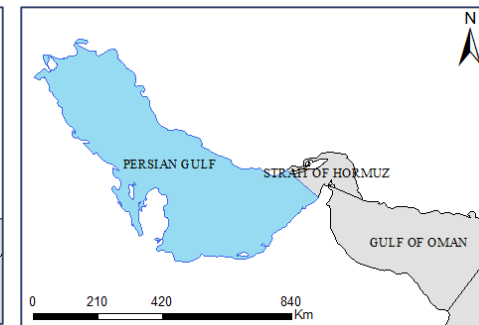 N
PERSIAN GULF
STRAIT OF HORMUZ
GULF OF OMAN
0 210 420 840
Km